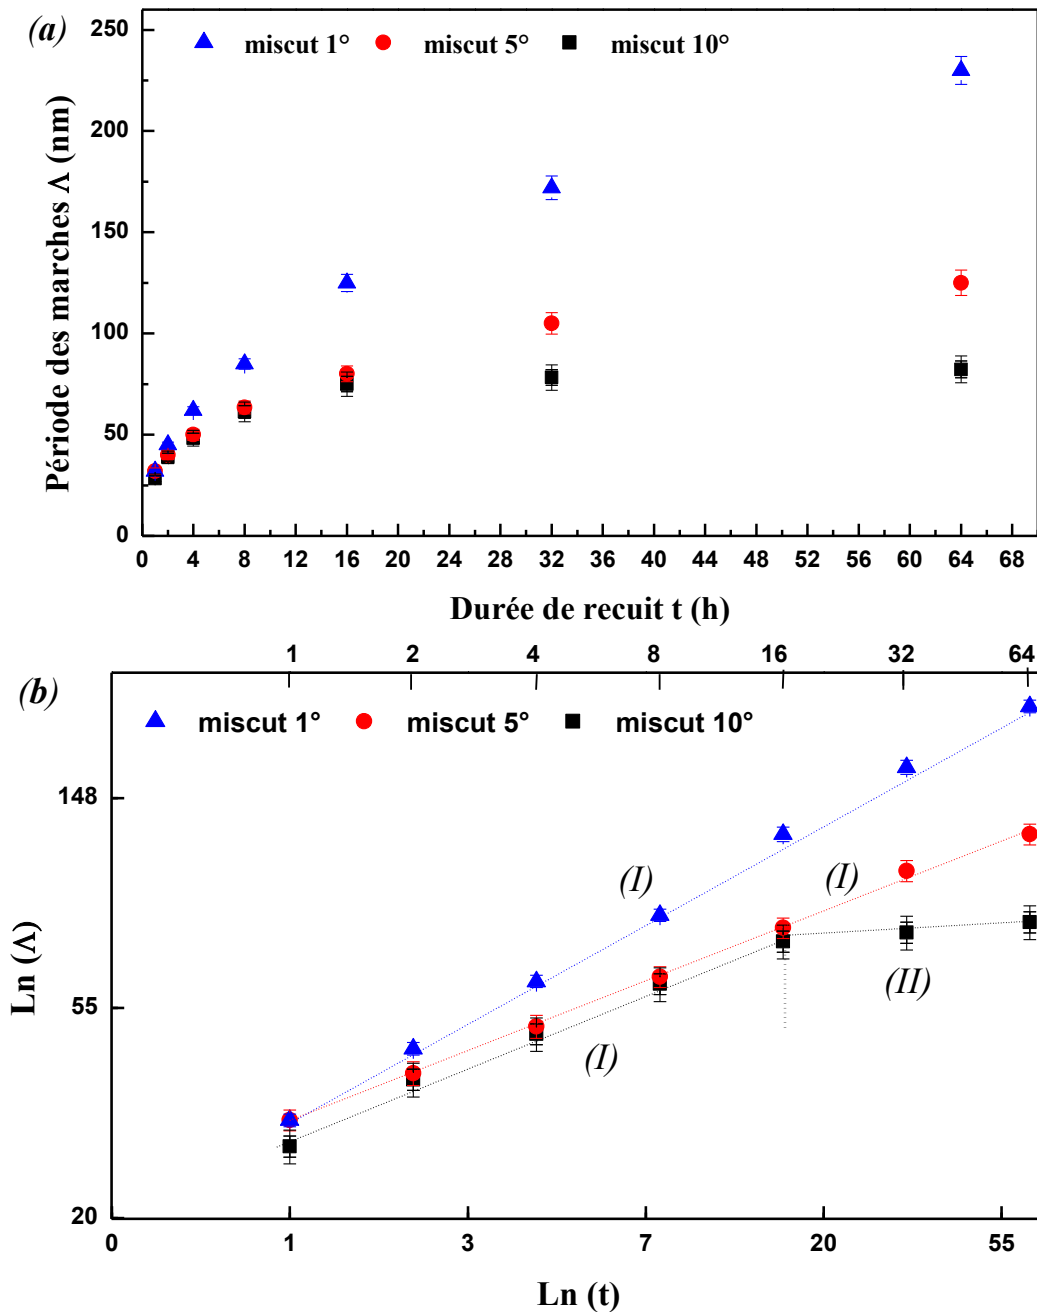 (a)
miscut 1° miscut 5° miscut 10°
250
200
150
100
50
0
Période des marches Λ (nm)
0 4 8 12 16 20 24 28 32 36 40 44 48 52 56 60 64 68
Durée de recuit t (h)
1 2 4 8 16 32 64
(b)
miscut 1° miscut 5° miscut 10°
148
55
20
Ln (Λ)
(I)
(I)
(II)
(I)
0 1 3 7 20 55
Ln (t)